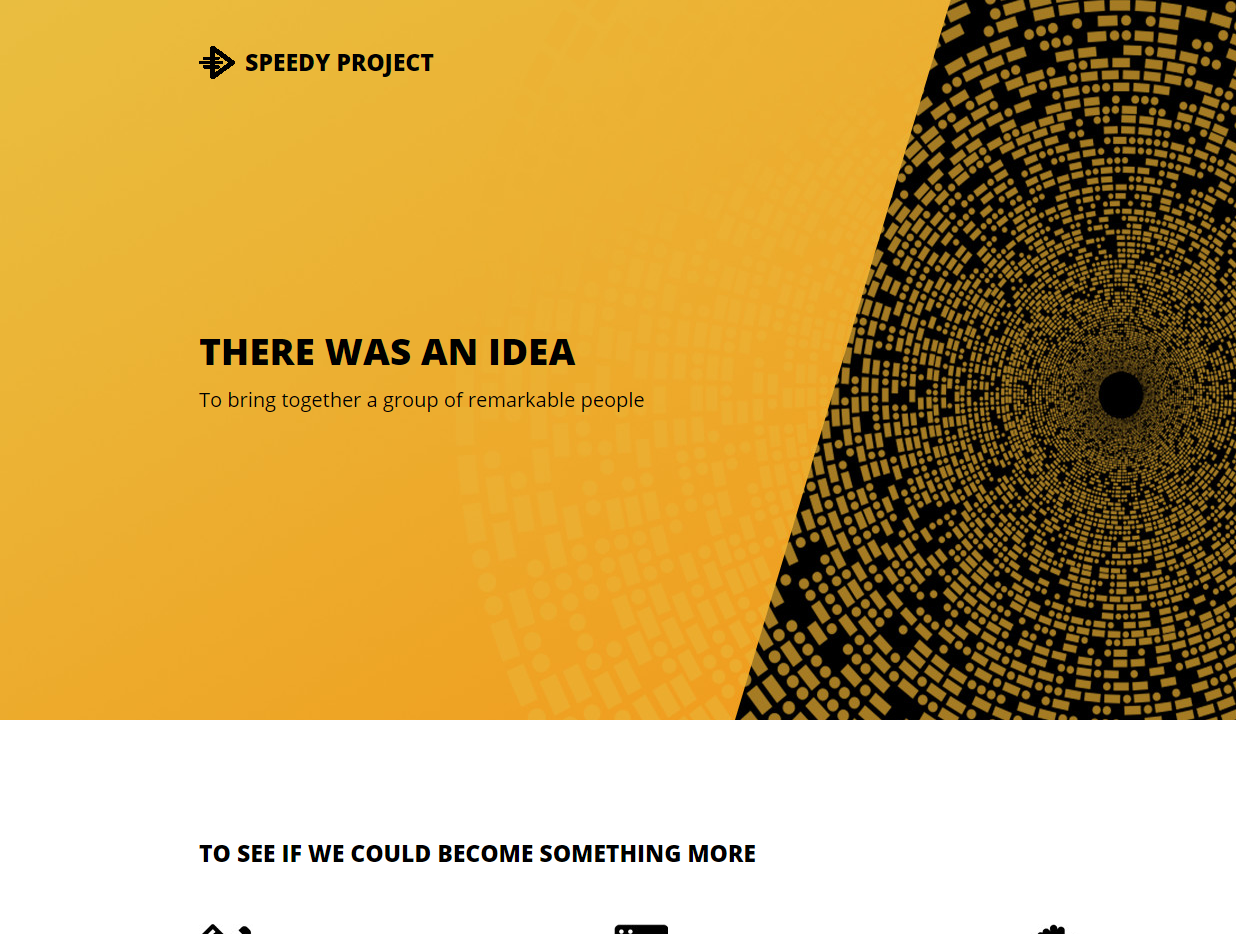 SPEEDY PROJECT
THERE WAS AN IDEA
To bring together a group of remarkable people
TO SEE IF WE COULD BECOME SOMETHING MORE